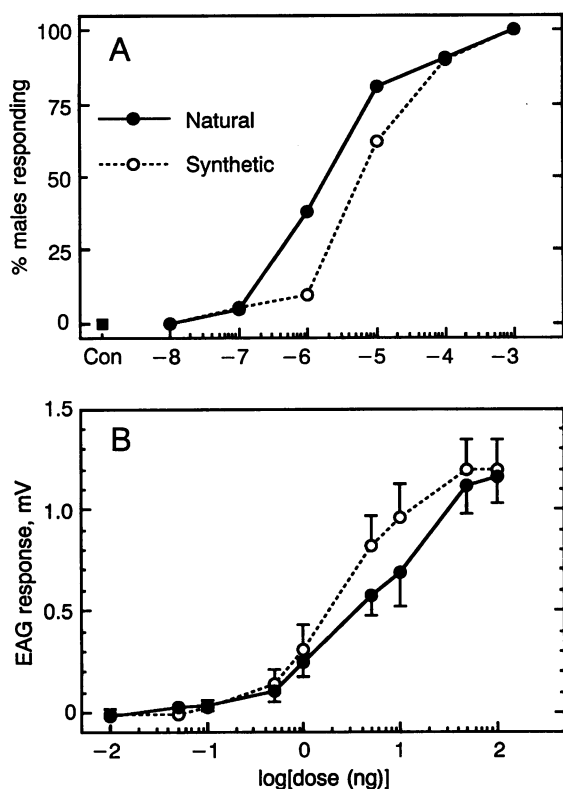 A
100
75
50
25
0
% males responding
Natural
Synthetic
Con −8 −7 −6 −5 −4 −3
B
1.5
1.0
0.5
0
EAG response, mV
−2 −1 0 1 2
log[dose (ng)]